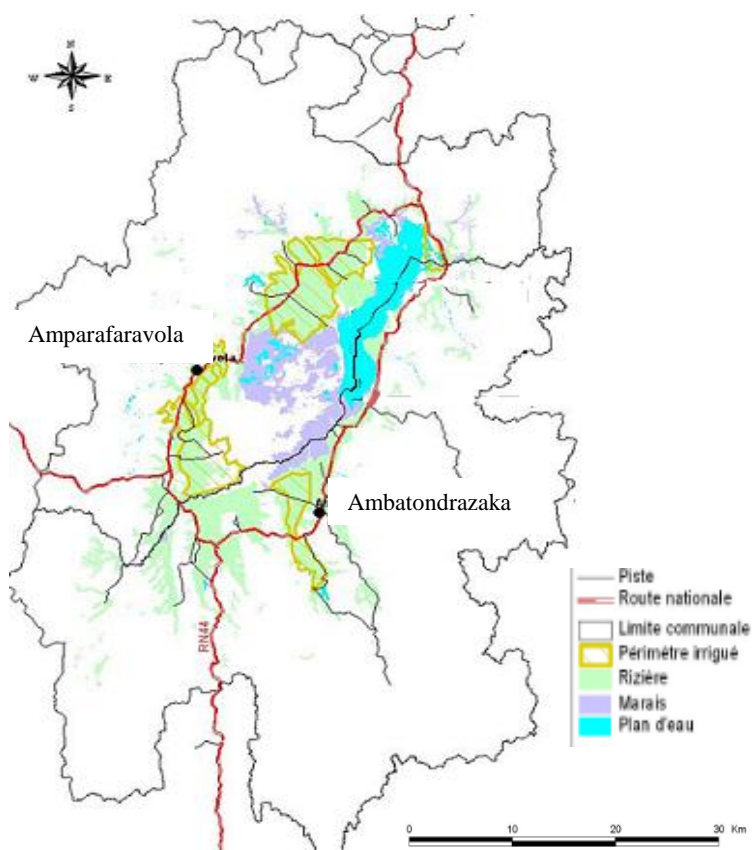 N
W E
S
Amparafaravola
vola
Ambatondrazaka
RN44
Piste
Route nationale
Limite communale
Périmètre irrigué
Rizière
Marais
Plan d'eau
0 10 20 30 Km